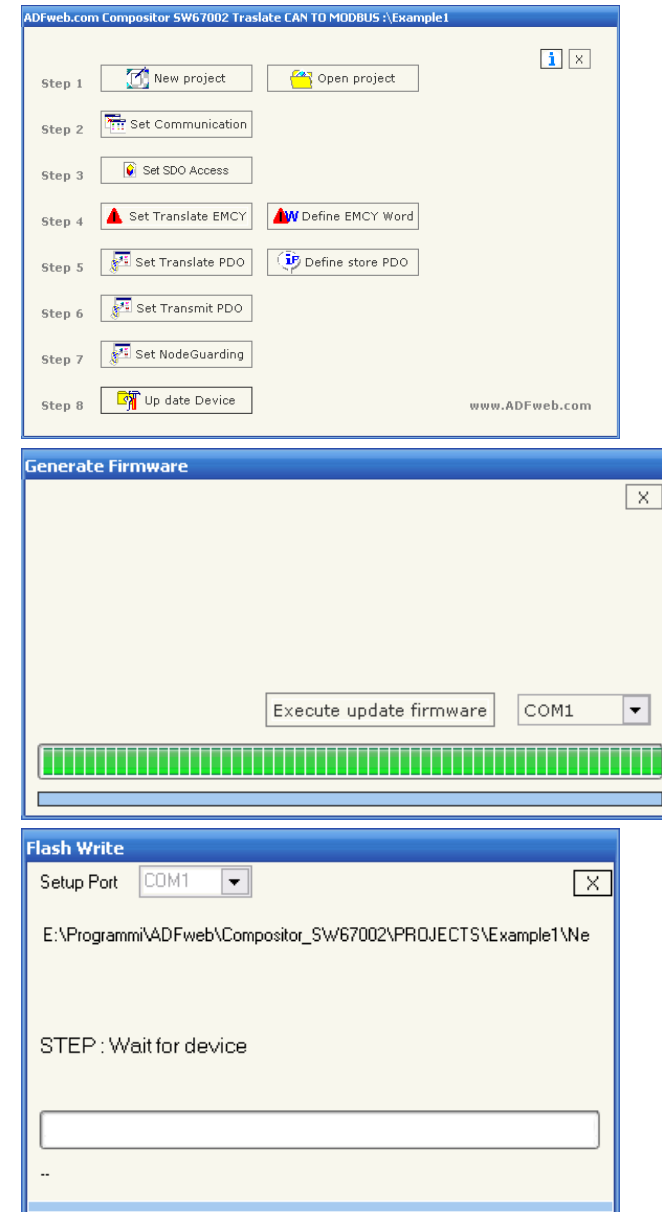 ADFweb.com Compositor SW67002 Traslate CAN TO MODBUS :\Example1
i X
Step 1 New project Open project
Step 2 Set Communication
Step 3 Set SDO Access
Step 4 Set Translate EMCY W Define EMCY Word
Step 5 Set Translate PDO Define store PDO
Step 6 Set Transmit PDO
Step 7 Set NodeGuarding
Step 8 Up date Device www.ADFweb.com
Generate Firmware
X
Execute update firmware COM1
Flash Write
Setup Port COM1 X
E:\Programmi\ADFweb\Compositor_SW67002\PROJECTS\Example1\Ne
STEP : Wait for device
--